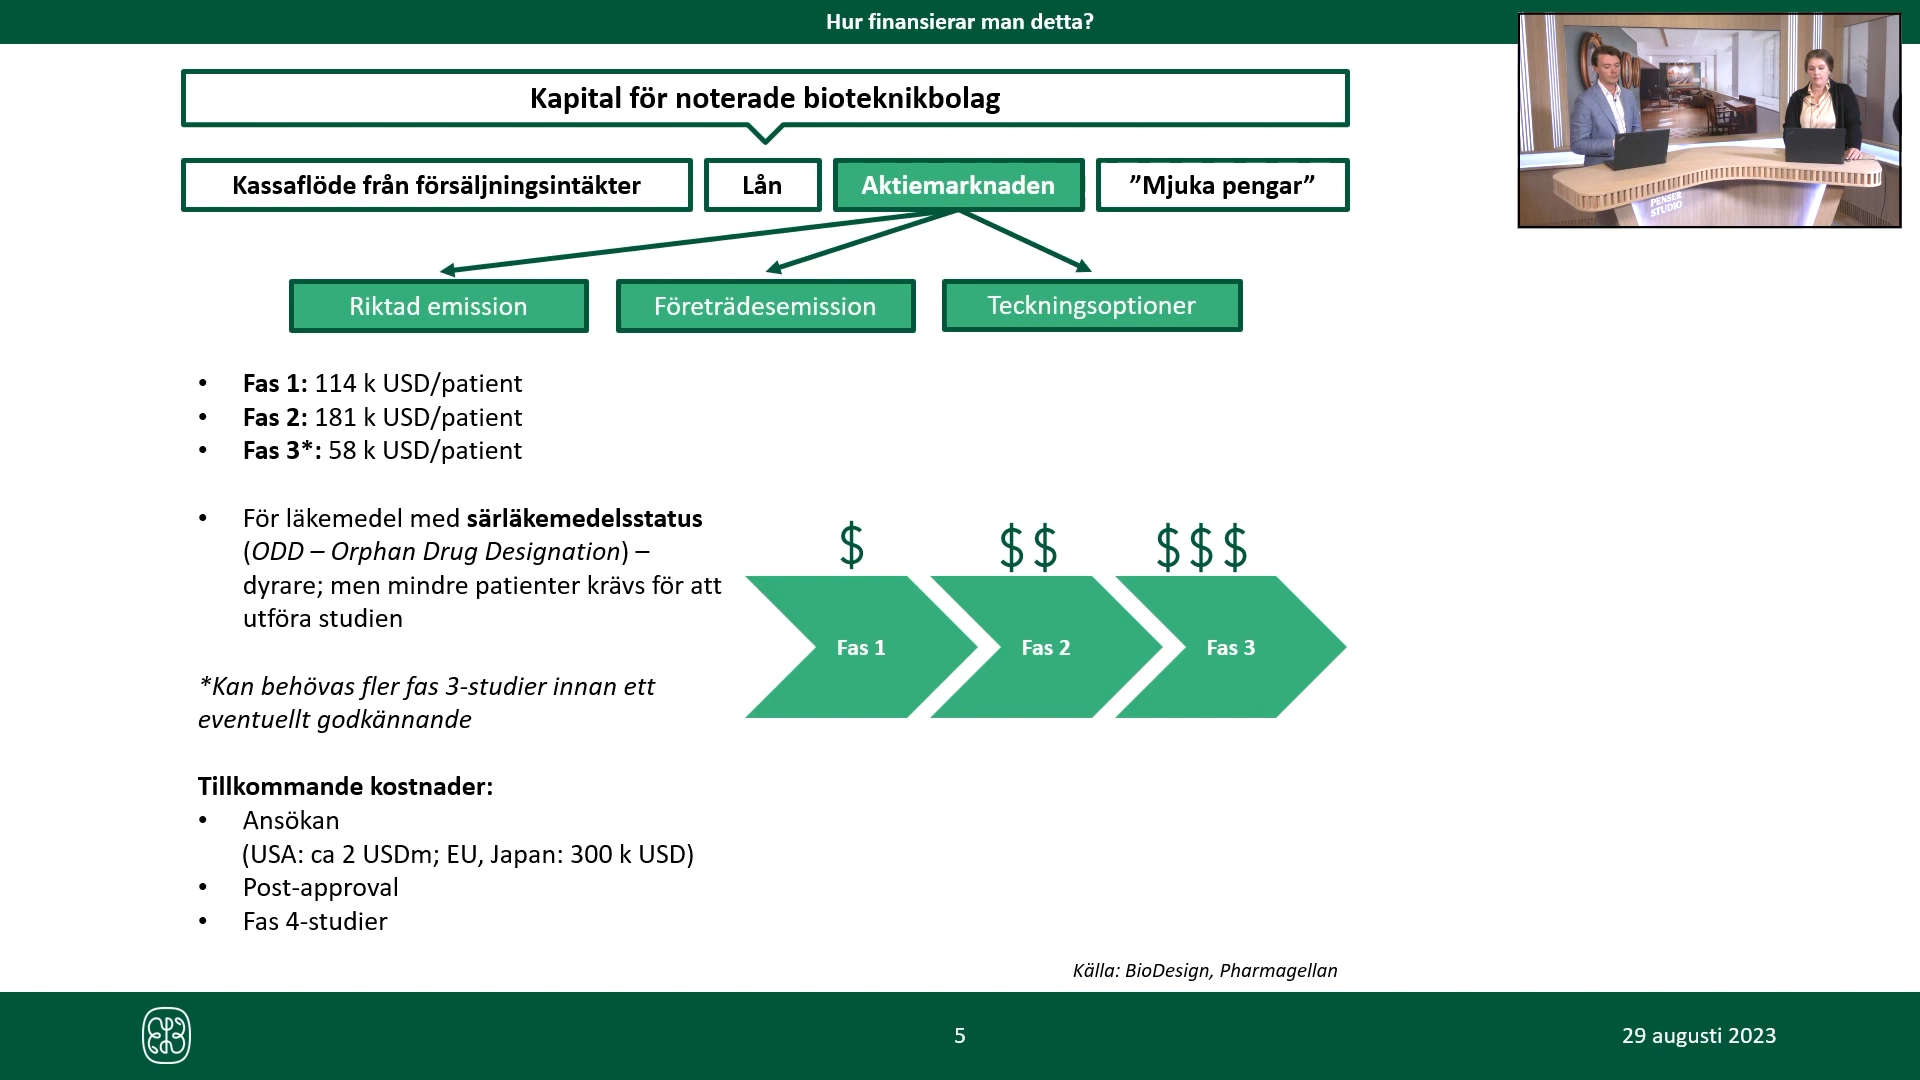 Hur finansierar man detta?
Kapital för noterade bioteknikbolag
Kassaflöde från försäljningsintäkter
Lån
Aktiemarknaden
”Mjuka pengar”
Riktad emission
Företrädesemission
Teckningsoptioner
• Fas 1: 114 k USD/patient
• Fas 2: 181 k USD/patient
• Fas 3*: 58 k USD/patient
• För läkemedel med särläkemedelsstatus
(ODD – Orphan Drug Designation) –
dyrare; men mindre patienter krävs för att
utföra studien
*Kan behövas fler fas 3-studier innan ett
eventuellt godkännande
Tillkommande kostnader:
• Ansökan
(USA: ca 2 USDm; EU, Japan: 300 k USD)
• Post-approval
• Fas 4-studier
$
$$
$$$
Fas 1
Fas 2
Fas 3
Källa: BioDesign, Pharmagellan
5
29 augusti 2023
PENSER
STUDIO